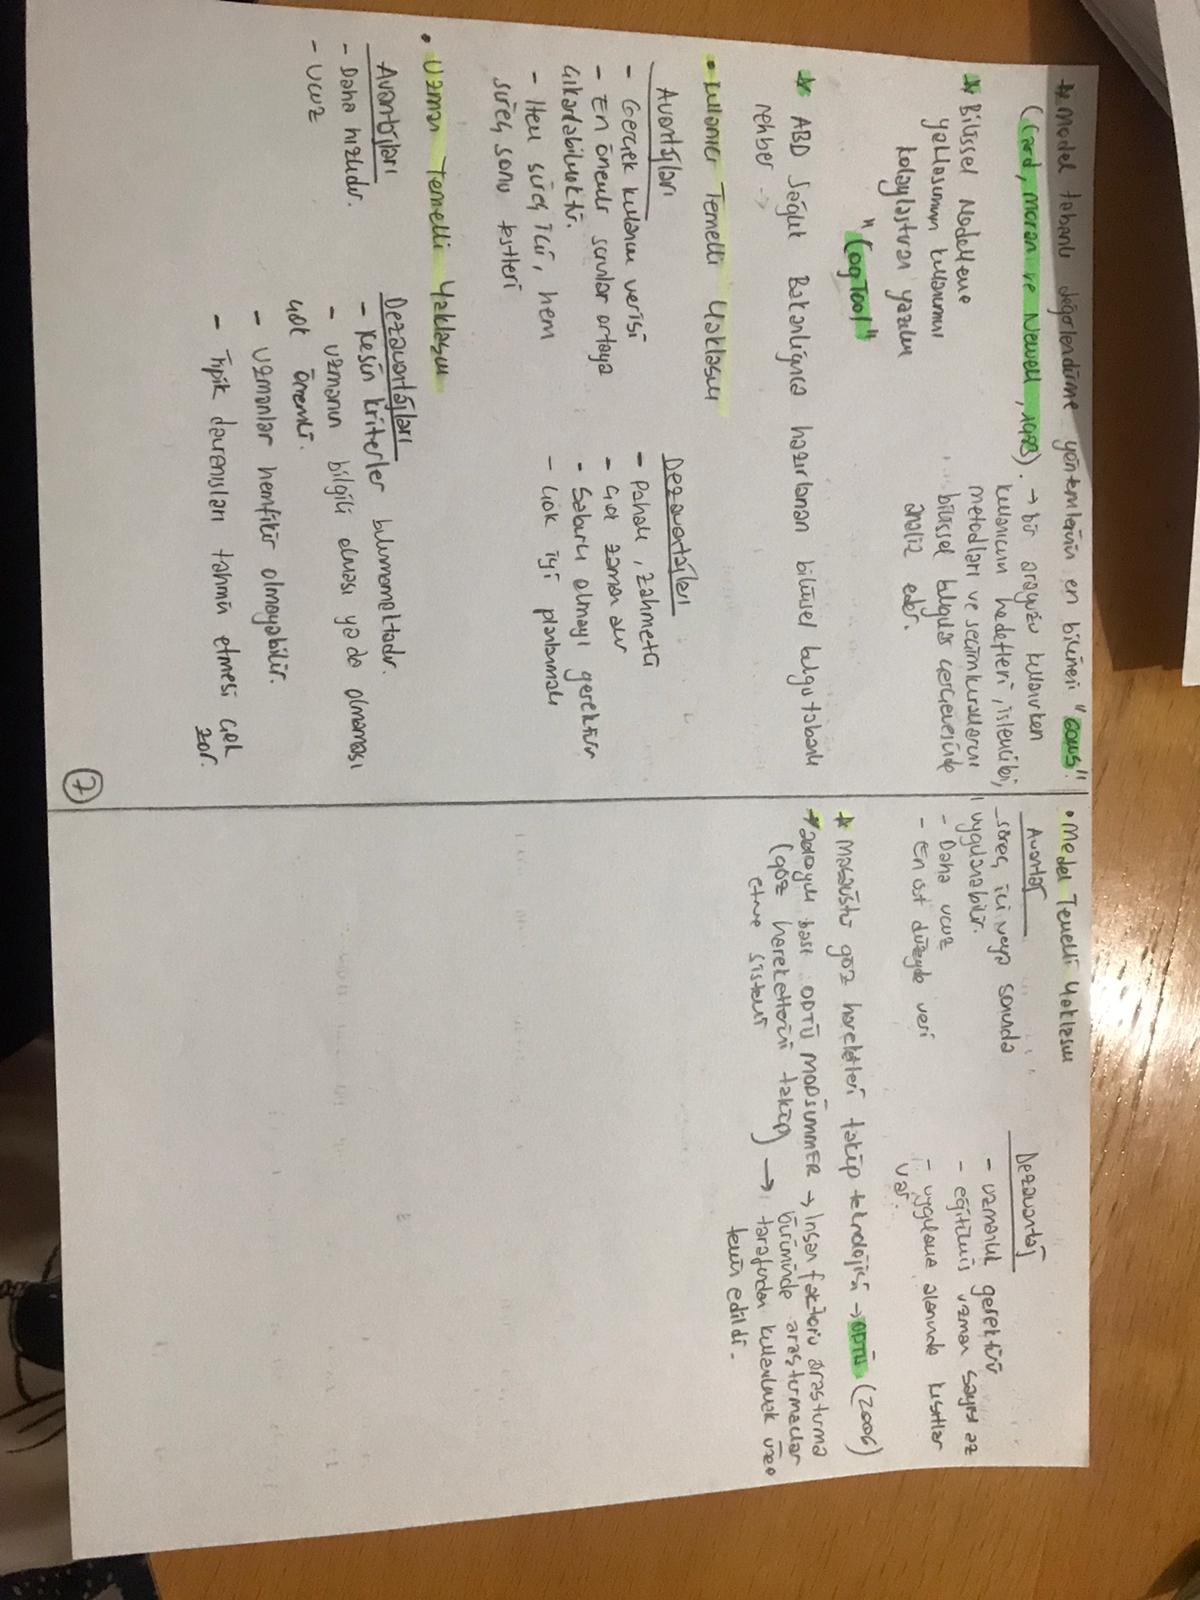 ★ Model tabanlı değerlendirme yöntemlerinin en bilineni "GOMS".
(Card, Moran ve Newell, 1983). → bir arayüzü kullanırken
kullanıcının hedefleri, işlemcibi,
metodları ve seçim kurallarını
bilişsel bulgular çerçevesinde
analiz eder.
★ Bilişsel Modelleme
yaklaşımının kullanımını
kolaylaştıran yazılım
"CogTool"
★ ABD Sağlık Bakanlığınca hazırlanan bilişsel bulgu tabanlı
rehber →
• Kullanıcı Temelli Yaklaşım
Avantajları
- Gerçek kullanıcı verisi
- En önemli sorunlar ortaya
çıkarılabilmektir.
- Hem süreç içi, hem
süreç sonu testleri
Dezavantajları
- Pahalı, zahmetli
- Çok zaman alır
- Sabırlı olmayı gerektirir
- Çok iyi planlanmalı
• Uzman Temelli Yaklaşım
Avantajları
- Daha hızlıdır.
- Ucuz
Dezavantajları
- Kesin kriterler bulunmamaktadır.
- Uzmanın bilgili olması ya da olmaması
çok önemli.
- Uzmanlar hemfikir olmayabilir.
- Tipik davranışları tahmin etmesi çok
zor.
7
• Model Temelli Yaklaşım
Avantaj
- Süreç içi veya sonunda
uygulanabilir.
- Daha ucuz
- En üst düzeyde veri
Dezavantaj
- uzmanlık gerektirir
- eğitilmiş uzman sayısı az
- uygulama alanında kısıtlar
var.
★ Masaüstü göz hareketleri takip teknolojisi → ODTÜ (2006)
★ 2010 yılı başı ODTÜ MODSUMMER → İnsan faktörü araştırma
(göz hareketlerini takip
etme sistemi) → biriminde araştırmacılar
tarafından kullanılmak üzere
temin edildi.